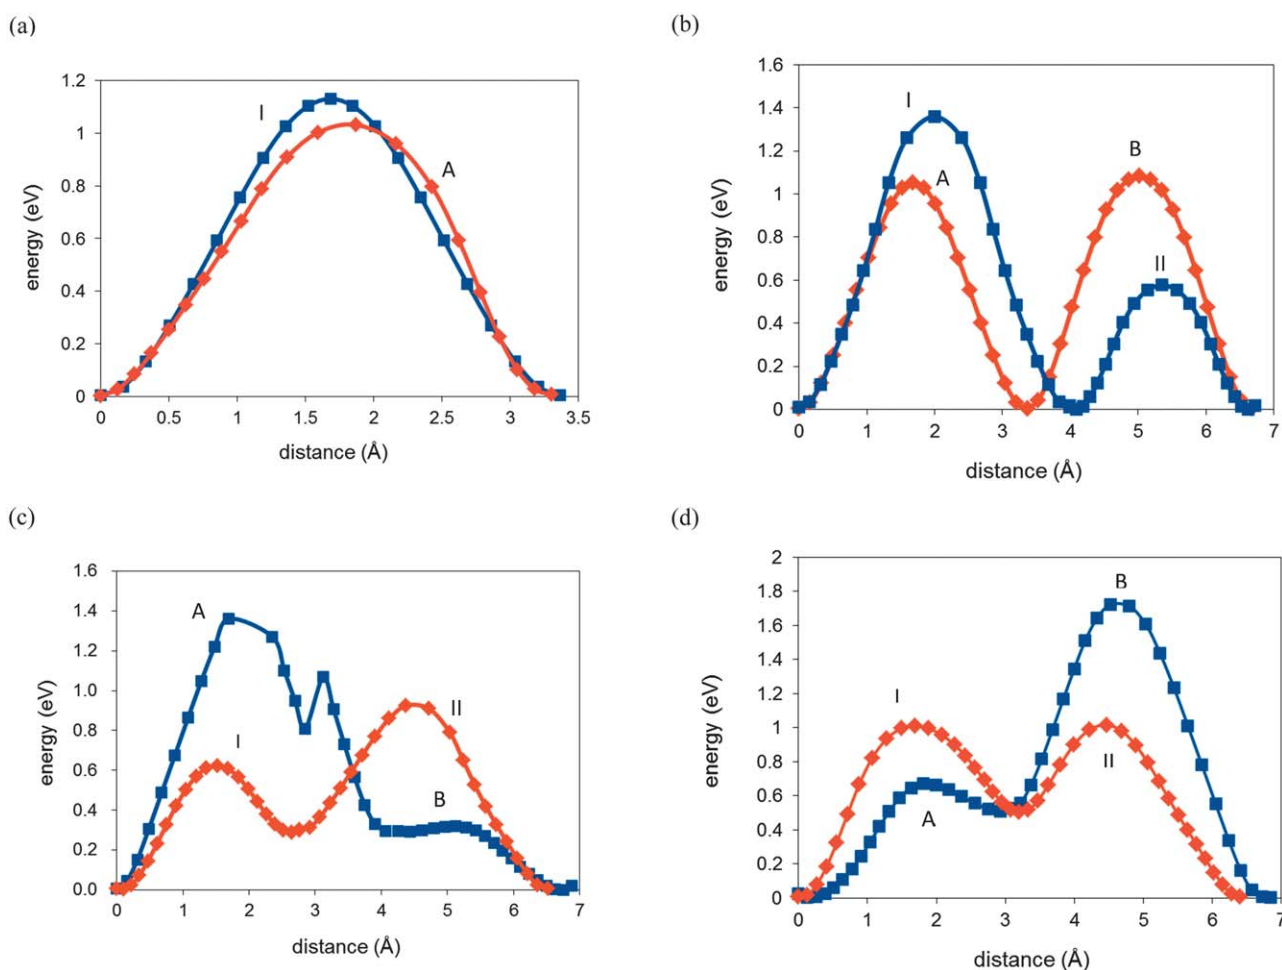 (a)
1.2
1
0.8
0.6
0.4
0.2
0
energy (eV)
I
A
0 0.5 1 1.5 2 2.5 3 3.5
distance (Å)
(b)
1.6
1.4
1.2
1
0.8
0.6
0.4
0.2
0
energy (eV)
I
A
B
II
0 1 2 3 4 5 6 7
distance (Å)
(c)
1.6
1.4
1.2
1.0
0.8
0.6
0.4
0.2
0.0
energy (eV)
A
I
II
B
0 1 2 3 4 5 6 7
distance (Å)
(d)
2
1.8
1.6
1.4
1.2
1
0.8
0.6
0.4
0.2
0
energy (eV)
I
A
B
II
0 1 2 3 4 5 6 7
distance (Å)